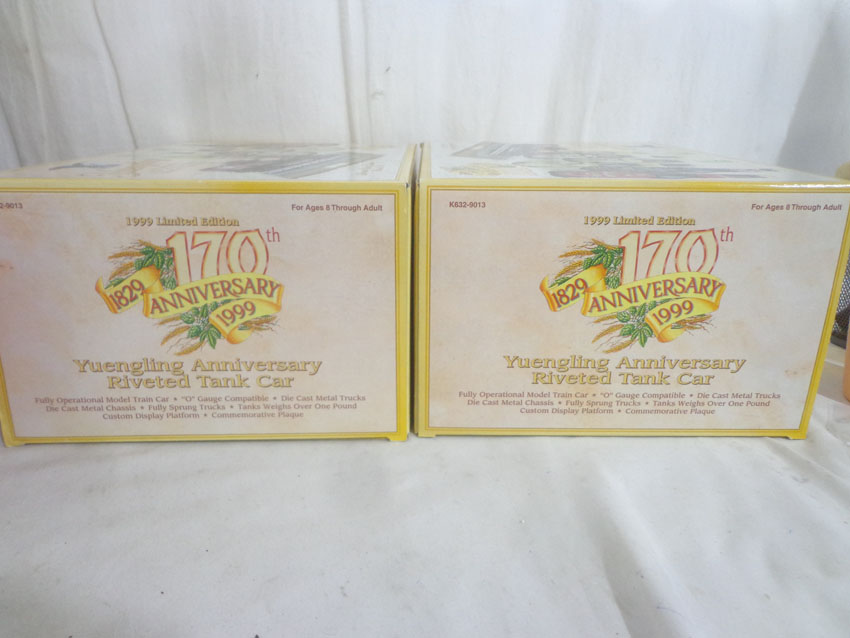 2-9013
For Ages 8 Through Adult
1999 Limited Edition
170th
1829
ANNIVERSARY
1999
Yuengling Anniversary
Riveted Tank Car
Fully Operational Model Train Car • "O" Gauge Compatible • Die Cast Metal Trucks
Die Cast Metal Chassis • Fully Sprung Trucks • Tanks Weighs Over One Pound
Custom Display Platform • Commemorative Plaque
K632-9013
For Ages 8 Through Adult
1999 Limited Edition
170th
1829
ANNIVERSARY
1999
Yuengling Anniversary
Riveted Tank Car
Fully Operational Model Train Car • "O" Gauge Compatible • Die Cast Metal Trucks
Die Cast Metal Chassis • Fully Sprung Trucks • Tanks Weighs Over One Pound
Custom Display Platform • Commemorative Plaque